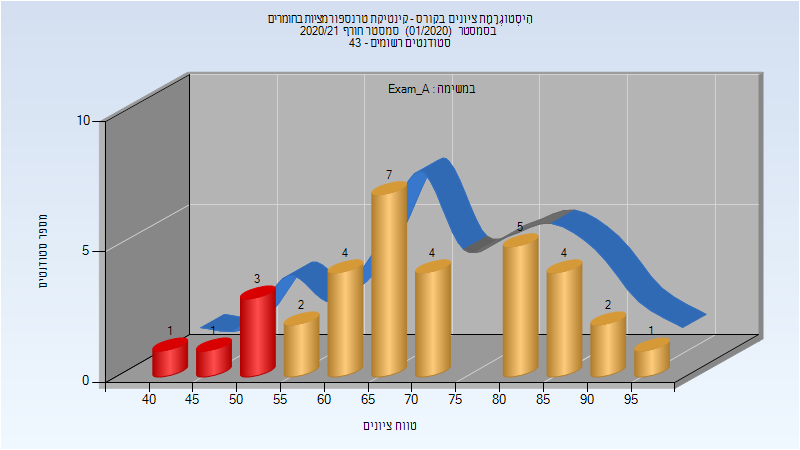 היסטוגרמת ציונים בקורס - קינטיקת טרנספורמציות בחומרים
בסמסטר (01/2020) סמסטר חורף 2020/21
סטודנטים רשומים - 43
במשימה : Exam_A
מספר סטודנטים
10
5
0
1
1
3
2
4
7
4
5
4
2
1
40 45 50 55 60 65 70 75 80 85 90 95
טווח ציונים